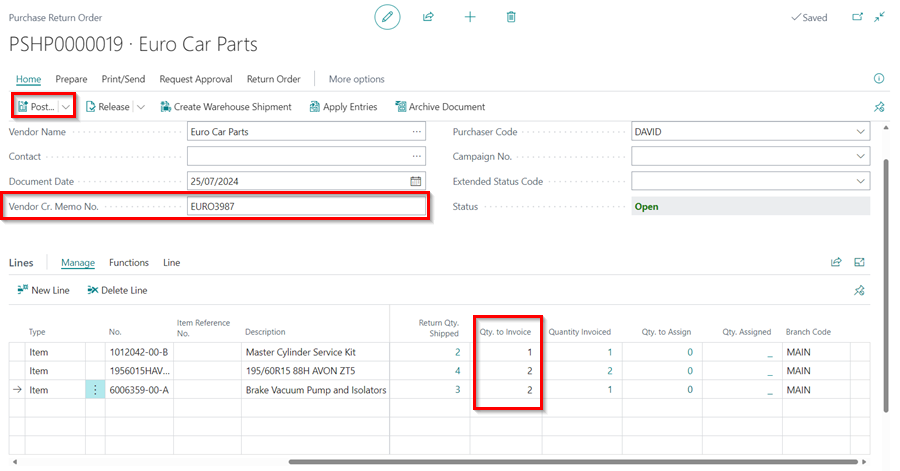 Purchase Return Order
Saved
PSHP0000019 · Euro Car Parts
Home Prepare Print/Send Request Approval Return Order More options
Post... Release Create Warehouse Shipment Apply Entries Archive Document
Vendor Name Euro Car Parts Purchaser Code DAVID
Contact Campaign No.
Document Date 25/07/2024 Extended Status Code
Vendor Cr. Memo No. EURO3987 Status Open
Lines Manage Functions Line
New Line Delete Line
Type No. Item Reference No. Description Return Qty. Shipped Qty. to Invoice Quantity Invoiced Qty. to Assign Qty. Assigned Branch Code
Item 1012042-00-B Master Cylinder Service Kit 2 1 1 0 _ MAIN
Item 1956015HAV... 195/60R15 88H AVON ZT5 4 2 2 0 _ MAIN
Item 6006359-00-A Brake Vacuum Pump and Isolators 3 2 1 0 _ MAIN